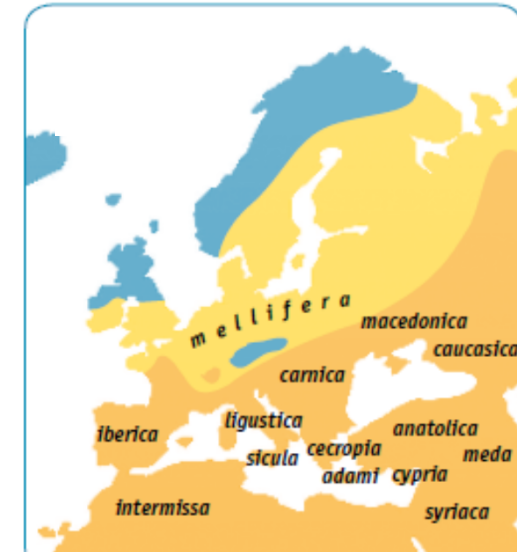 mellifera
macedonica
caucasica
carnica
iberica
ligustica
anatolica
sicula
cecropia
meda
adami
cypria
intermissa
syriaca